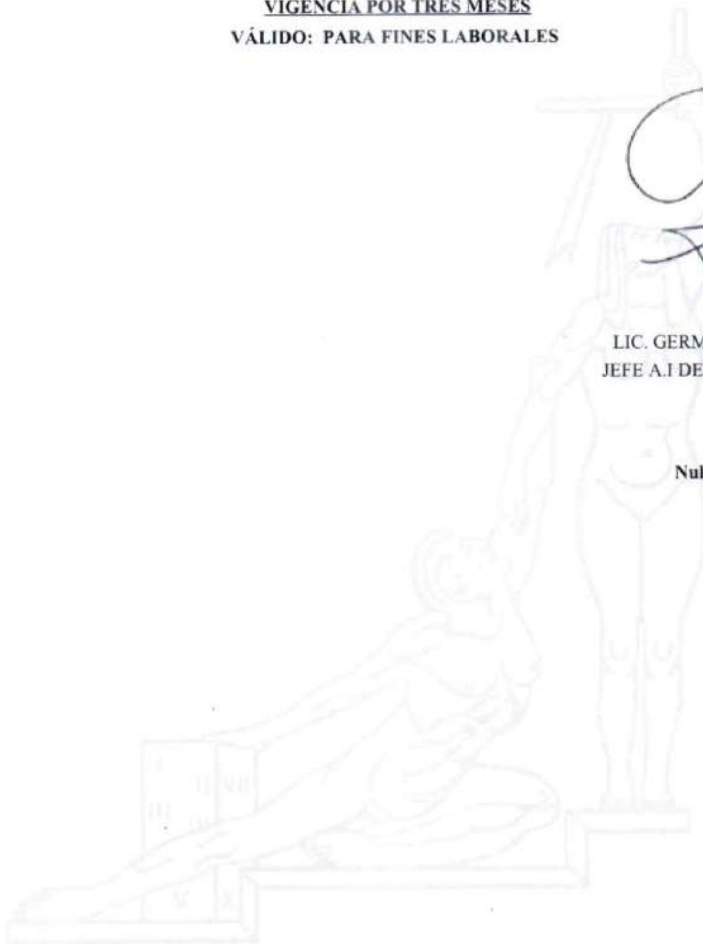 VIGENCIA POR TRES MESES
VÁLIDO: PARA FINES LABORALES
LIC. GERM
JEFE A.I DE
Nul